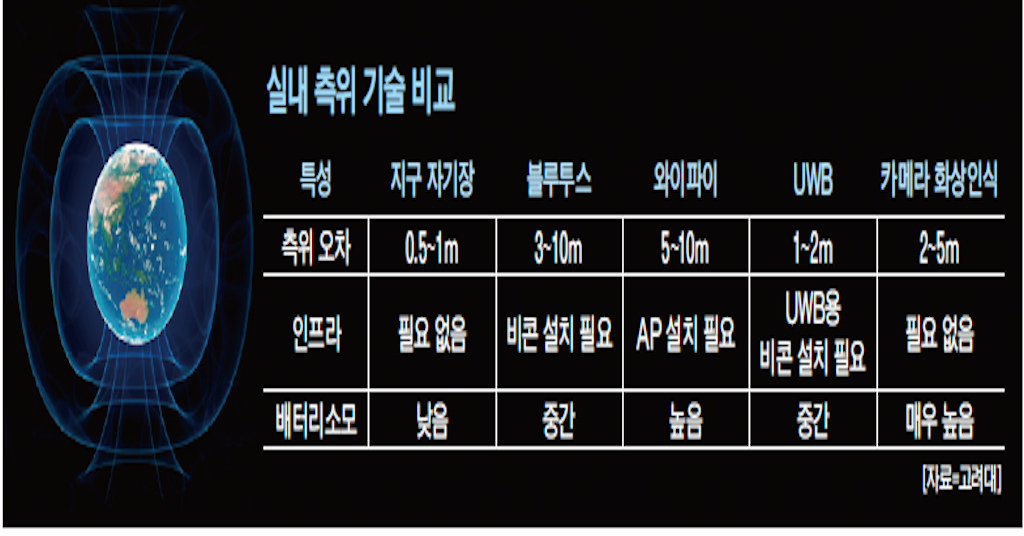 실내 측위 기술 비교
특성 지구 자기장 블루투스 와이파이 UWB 카메라 화상인식
측위 오차 0.5~1m 3~10m 5~10m 1~2m 2~5m
인프라 필요 없음 비콘 설치 필요 AP 설치 필요 UWB용 비콘 설치 필요 필요 없음
배터리소모 낮음 중간 높음 중간 매우 높음
[자료=고려대]